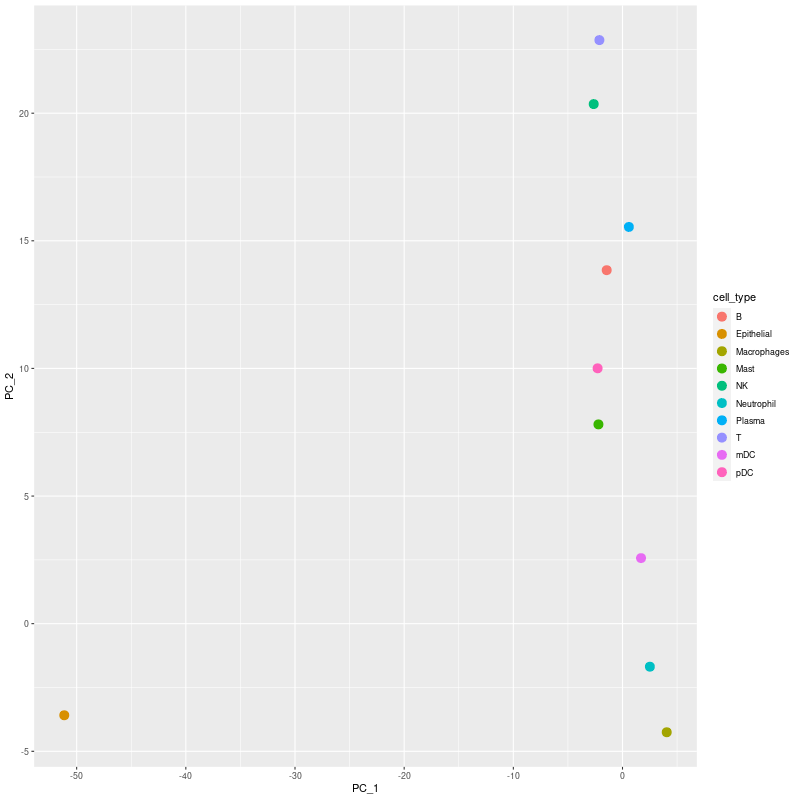 20
15
10
5
0
-5
PC_2
-50
-40
-30
-20
-10
0
PC_1
cell_type
B
Epithelial
Macrophages
Mast
NK
Neutrophil
Plasma
T
mDC
pDC